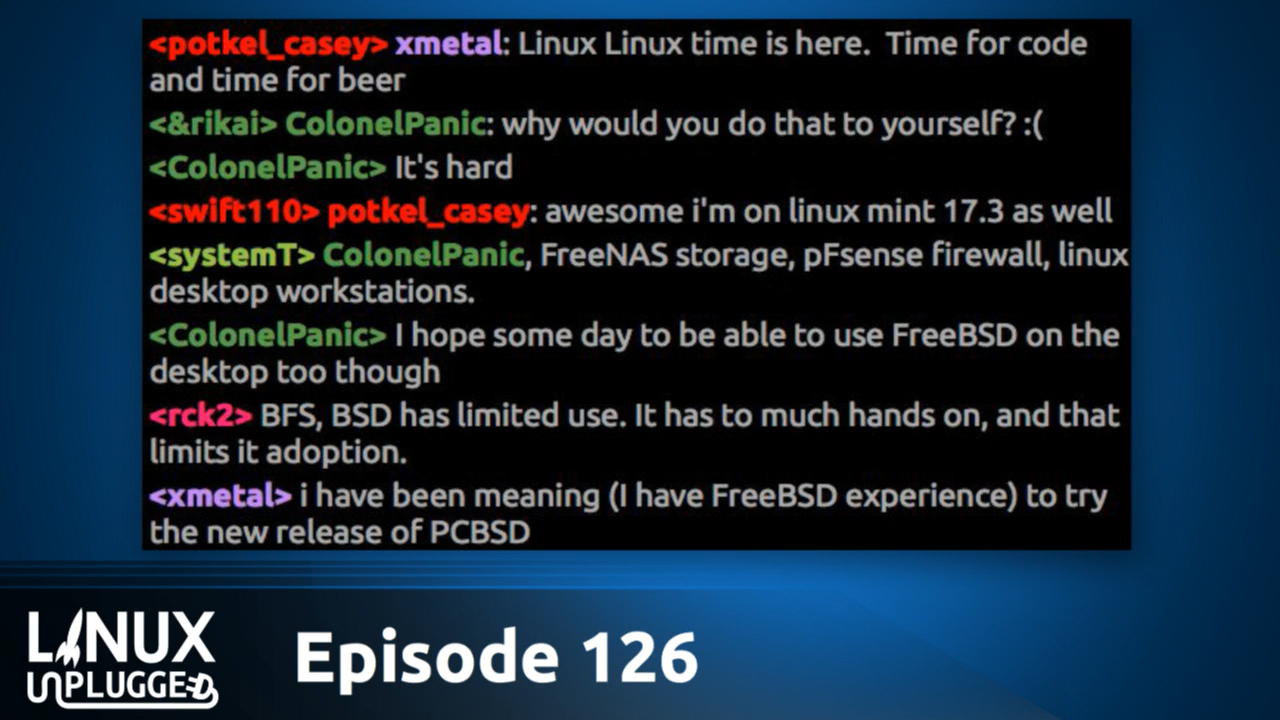 <potkel_casey> xmetal: Linux Linux time is here.  Time for code
and time for beer
<&rikai> ColonelPanic: why would you do that to yourself? :(
<ColonelPanic> It's hard
<swift110> potkel_casey: awesome i'm on linux mint 17.3 as well
<systemT> ColonelPanic, FreeNAS storage, pFsense firewall, linux
desktop workstations.
<ColonelPanic> I hope some day to be able to use FreeBSD on the
desktop too though
<rck2> BFS, BSD has limited use. It has to much hands on, and that
limits it adoption.
<xmetal> i have been meaning (I have FreeBSD experience) to try
the new release of PCBSD
LINUX
UNPLUGGED
Episode 126